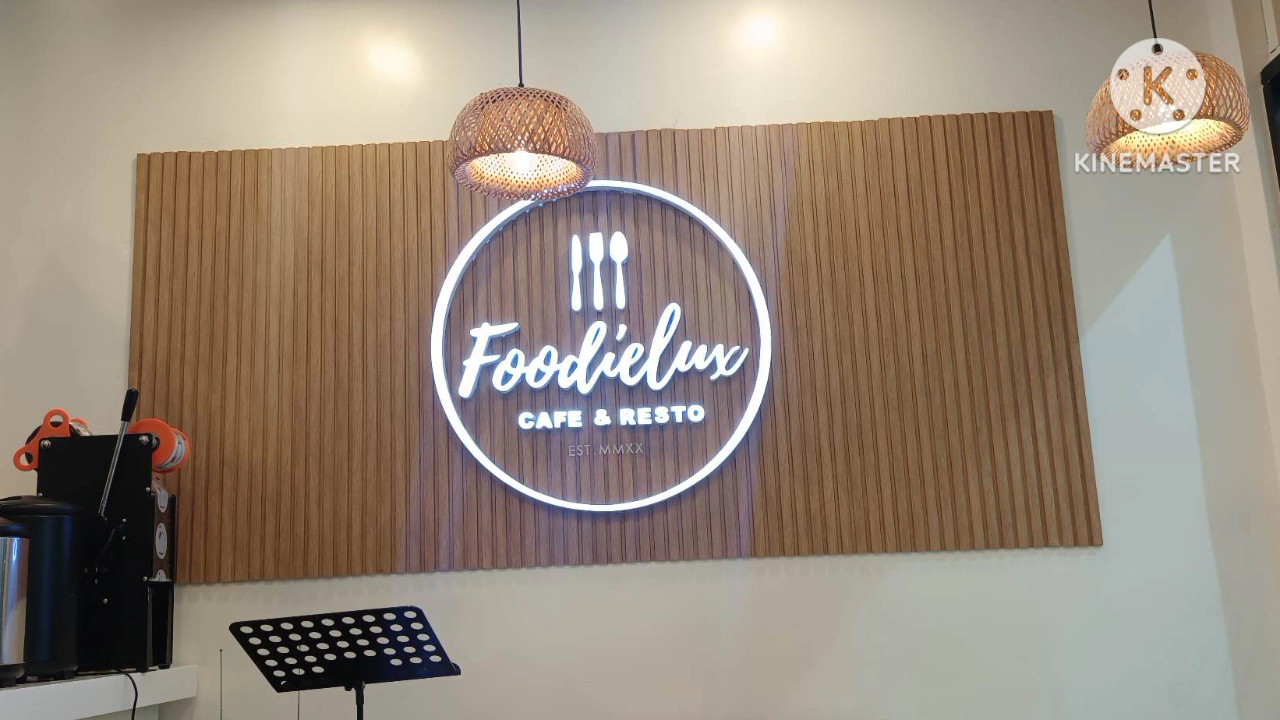 K
KINEMASTER
Foodielux
CAFE & RESTO
EST. MMXX